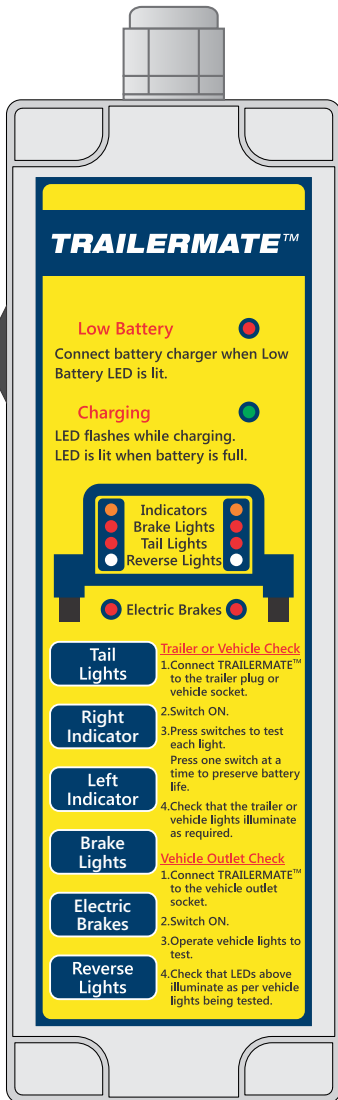 TRAILERMATE™
Low Battery
Connect battery charger when Low
Battery LED is lit.
Charging
LED flashes while charging.
LED is lit when battery is full.
Indicators
Brake Lights
Tail Lights
Reverse Lights
Electric Brakes
Tail
Lights
Right
Indicator
Left
Indicator
Brake
Lights
Electric
Brakes
Reverse
Lights
Trailer or Vehicle Check
1.Connect TRAILERMATE™
to the trailer plug or
vehicle socket.
2.Switch ON.
3.Press switches to test
each light.
Press one switch at a
time to preserve battery
life.
4.Check that the trailer or
vehicle lights illuminate
as required.
Vehicle Outlet Check
1.Connect TRAILERMATE™
to the vehicle outlet
socket.
2.Switch ON.
3.Operate vehicle lights to
test.
4.Check that LEDs above
illuminate as per vehicle
lights being tested.